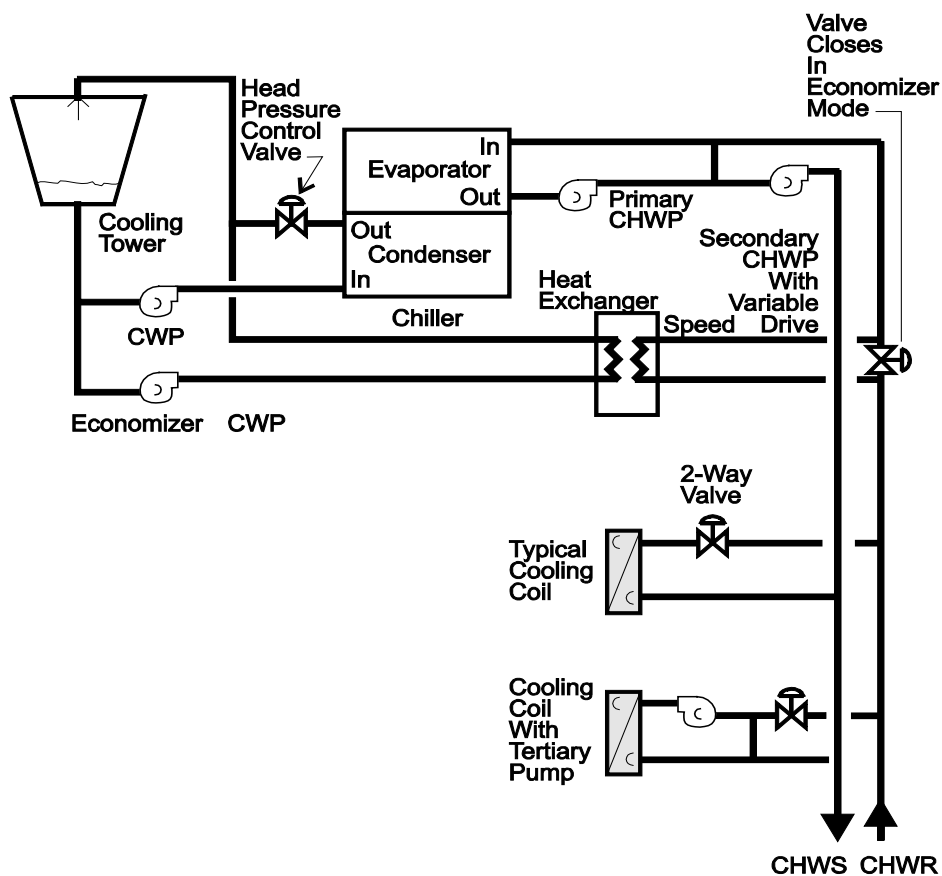 Valve
Closes
In
Economizer
Mode
Head
Pressure
Control
Valve
In
Evaporator
Out
Primary
CHWP
Cooling
Tower
Out
Condenser
In
Secondary
CHWP
With
Variable
Speed Drive
Heat
Exchanger
Chiller
CWP
Economizer CWP
2-Way
Valve
Typical
Cooling
Coil
Cooling
Coil
With
Tertiary
Pump
CHWS CHWR